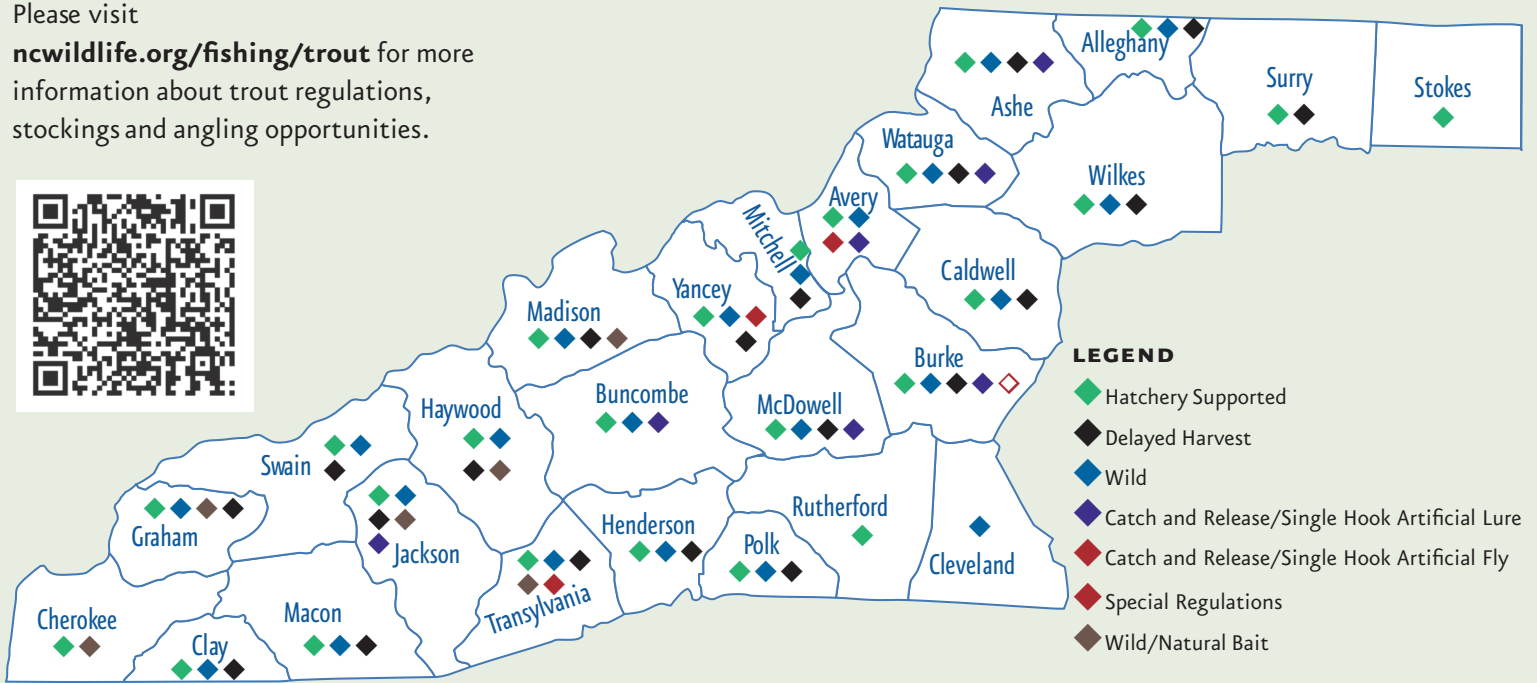 Please visit
ncwildlife.org/fishing/trout for more
information about trout regulations,
stockings and angling opportunities.
Alleghany
Ashe
Surry
Stokes
Watauga
Wilkes
Avery
Mitchell
Caldwell
Yancey
Madison
Burke
Buncombe
McDowell
Haywood
Swain
Graham
Jackson
Henderson
Rutherford
Polk
Cleveland
Transylvania
Cherokee
Macon
Clay
LEGEND
Hatchery Supported
Delayed Harvest
Wild
Catch and Release/Single Hook Artificial Lure
Catch and Release/Single Hook Artificial Fly
Special Regulations
Wild/Natural Bait